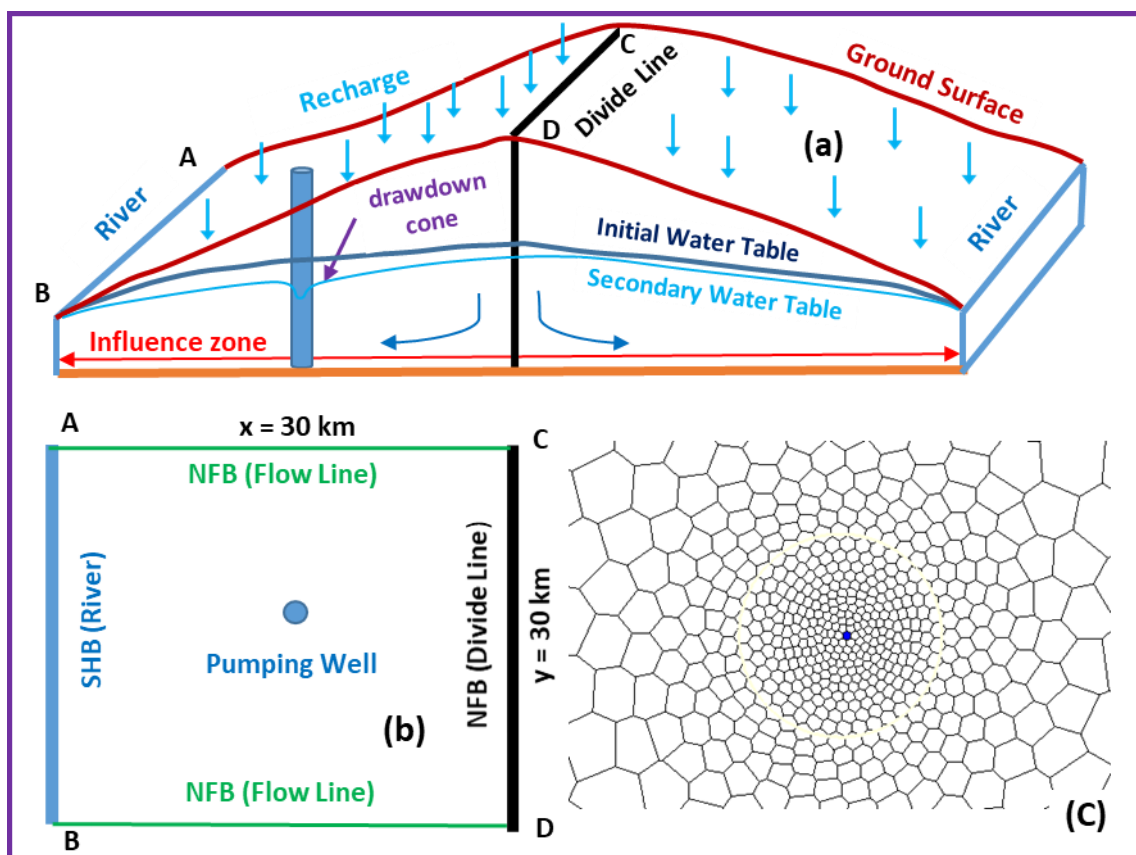 C
Recharge
D
Divide Line
Ground Surface
(a)
A
River
drawdown
cone
Initial Water Table
River
B
Secondary Water Table
Influence zone
A
x = 30 km
C
NFB (Flow Line)
SHB (River)
Pumping Well
NFB (Divide Line)
y = 30 km
(b)
NFB (Flow Line)
B
D
(C)